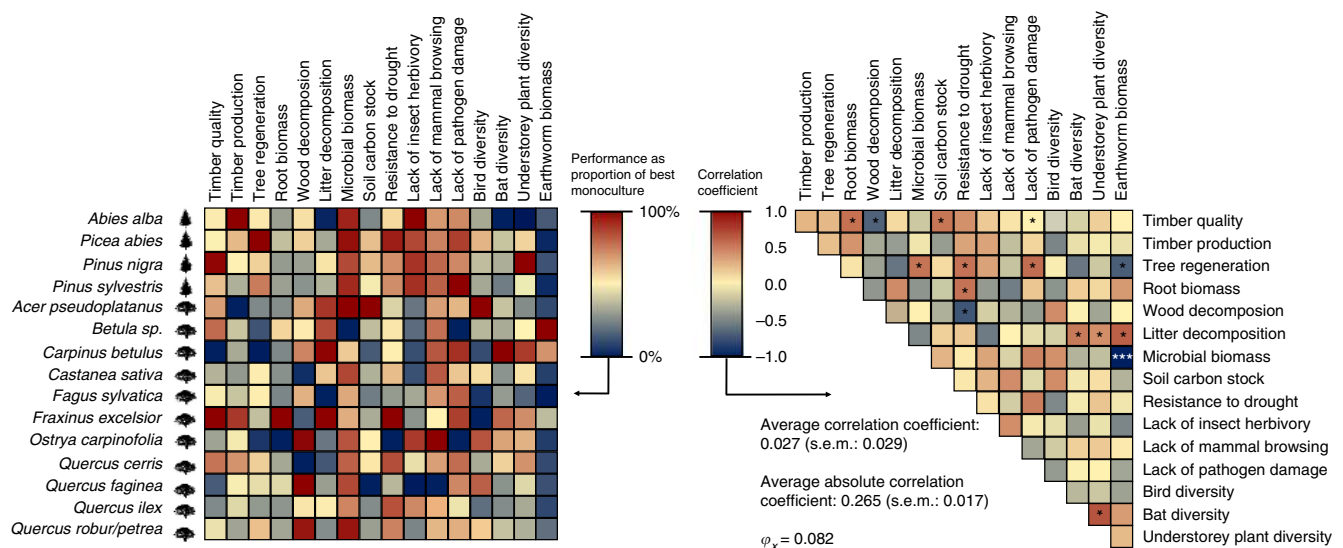 Timber quality
Timber production
Tree regeneration
Root biomass
Wood decomposion
Litter decomposition
Microbial biomass
Soil carbon stock
Resistance to drought
Lack of insect herbivory
Lack of mammal browsing
Lack of pathogen damage
Bird diversity
Bat diversity
Understorey plant diversity
Earthworm biomass
Abies alba
Picea abies
Pinus nigra
Pinus sylvestris
Acer pseudoplatanus
Betula sp.
Carpinus betulus
Castanea sativa
Fagus sylvatica
Fraxinus excelsior
Ostrya carpinofolia
Quercus cerris
Quercus faginea
Quercus ilex
Quercus robur/petrea
Performance as
proportion of best
monoculture
100%
0%
Correlation
coefficient
1.0
0.5
0.0
–0.5
–1.0
Timber production
Tree regeneration
Root biomass
Wood decomposion
Litter decomposition
Microbial biomass
Soil carbon stock
Resistance to drought
Lack of insect herbivory
Lack of mammal browsing
Lack of pathogen damage
Bird diversity
Bat diversity
Understorey plant diversity
Earthworm biomass
* * * *
Timber quality
Timber production
* * * *
Tree regeneration
*
Root biomass
*
Wood decomposion
* * *
Litter decomposition
***
Microbial biomass
Soil carbon stock
Resistance to drought
Lack of insect herbivory
Lack of mammal browsing
Lack of pathogen damage
Bird diversity
*
Bat diversity
Understorey plant diversity
Average correlation coefficient:
0.027 (s.e.m.: 0.029)
Average absolute correlation
coefficient: 0.265 (s.e.m.: 0.017)
φx = 0.082